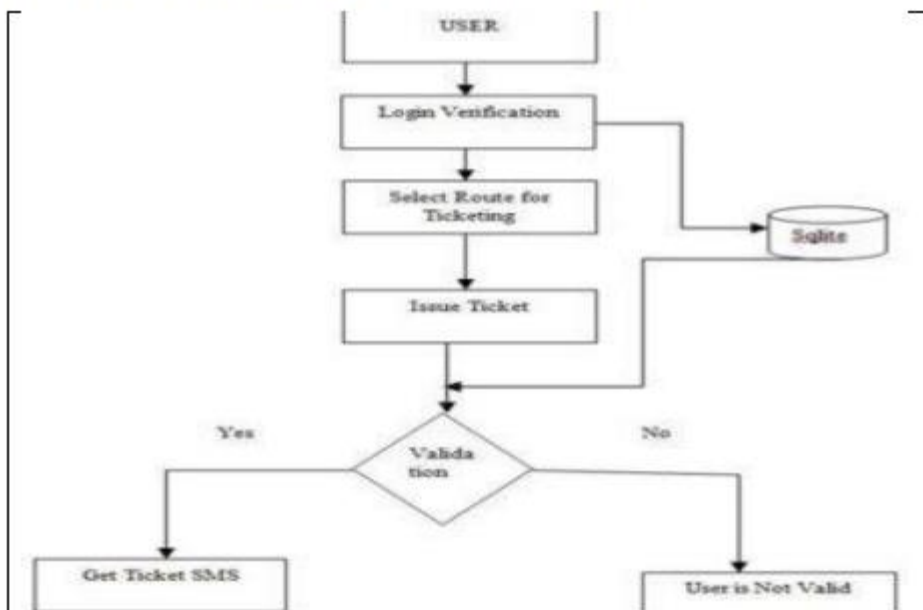 USER
Login Verification
Select Route for
Ticketing
Sqlite
Issue Ticket
Yes
No
Valida
tion
Get Ticket SMS
User is Not Valid